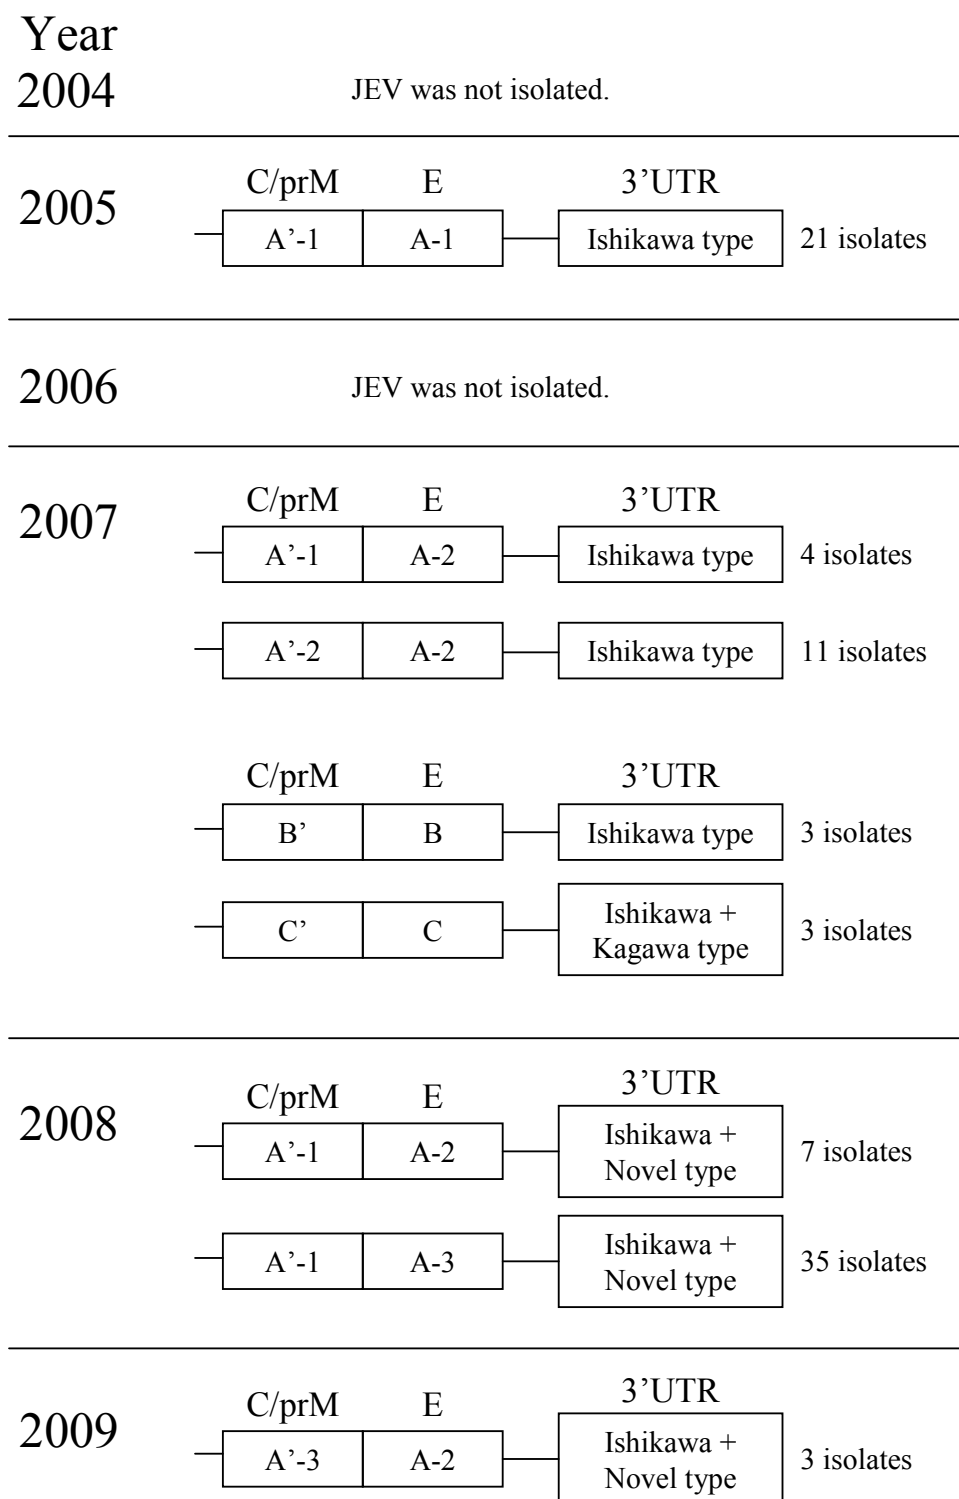 Year
2004
JEV was not isolated.
2005
C/prM E 3’UTR
A’-1 A-1 Ishikawa type 21 isolates
2006
JEV was not isolated.
2007
C/prM E 3’UTR
A’-1 A-2 Ishikawa type 4 isolates
A’-2 A-2 Ishikawa type 11 isolates
C/prM E 3’UTR
B’ B Ishikawa type 3 isolates
C’ C Ishikawa +
Kagawa type 3 isolates
2008
C/prM E 3’UTR
A’-1 A-2 Ishikawa +
Novel type 7 isolates
A’-1 A-3 Ishikawa +
Novel type 35 isolates
2009
C/prM E 3’UTR
A’-3 A-2 Ishikawa +
Novel type 3 isolates